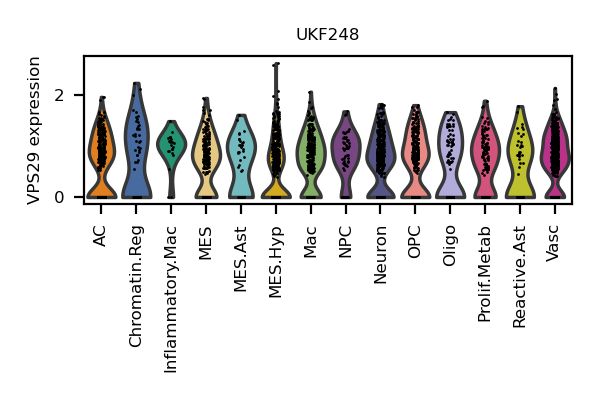 UKF248
VPS29 expression
2
0
AC
Chromatin.Reg
Inflammatory.Mac
MES
MES.Ast
MES.Hyp
Mac
NPC
Neuron
OPC
Oligo
Prolif.Metab
Reactive.Ast
Vasc